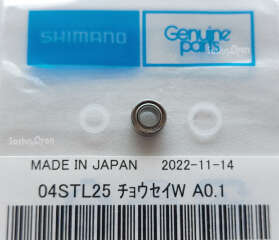 SHIMANO
Genuine
parts
MADE IN JAPAN 2022-11-14
04STL25 ﾁｮｳｾｲW A0.1